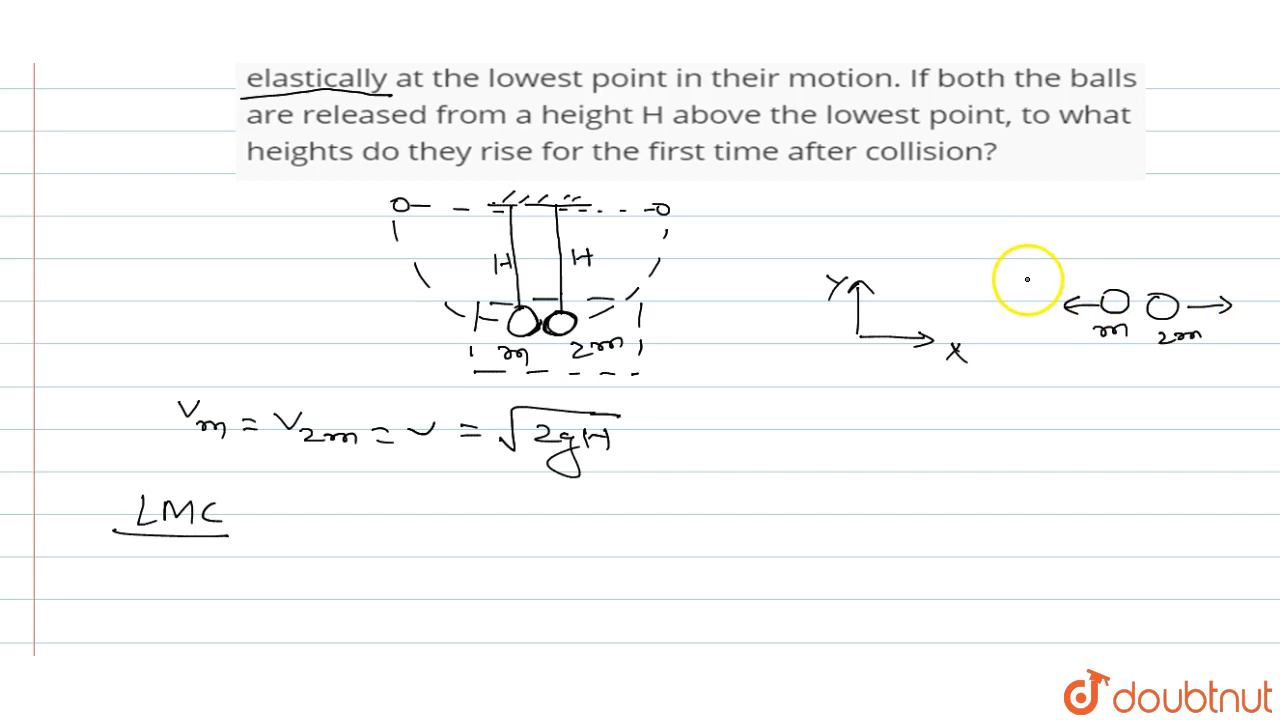 elastically at the lowest point in their motion. If both the balls
are released from a height H above the lowest point, to what
heights do they rise for the first time after collision?
H H
m 2m
Y
X
m 2m
Vm = V2m = v = √2gH
LMC
doubtnut